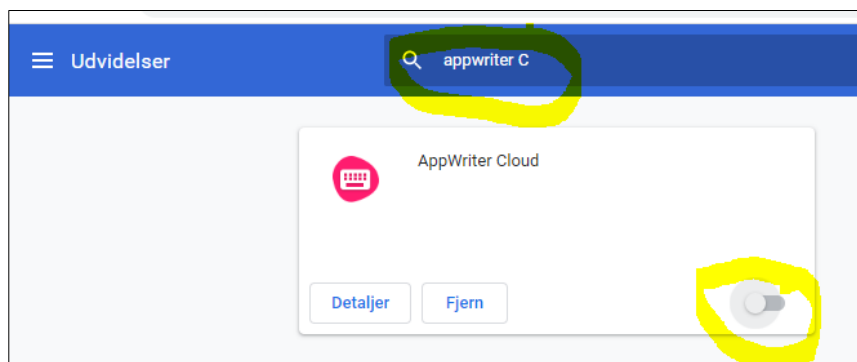 Udvidelser
appwriter C
AppWriter Cloud
Detaljer
Fjern